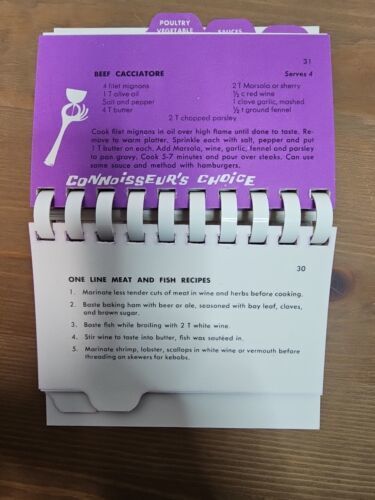 POULTRY
VEGETABLE
SAUCES
31
BEEF CACCIATORE
Serves 4
4 filet mignons
1 T olive oil
Salt and pepper
4 T butter
2 T Marsala or sherry
½ c red wine
1 clove garlic, mashed
½ t ground fennel
2 T chopped parsley
Cook filet mignons in oil over high flame until done to taste. Re-
move to warm platter. Sprinkle each with salt, pepper and put
1 T butter on each. Add Marsala, wine, garlic, fennel and parsley
to pan gravy. Cook 5-7 minutes and pour over steaks. Can use
same sauce and method with hamburgers.
CONNOISSEUR'S CHOICE
30
ONE LINE MEAT AND FISH RECIPES
1. Marinate less tender cuts of meat in wine and herbs before cooking.
2. Baste baking ham with beer or ale, seasoned with bay leaf, cloves,
and brown sugar.
3. Baste fish while broiling with 2 T white wine.
4. Stir wine to taste into butter, fish was sautéed in.
5. Marinate shrimp, lobster, scallops in white wine or vermouth before
threading on skewers for kebobs.